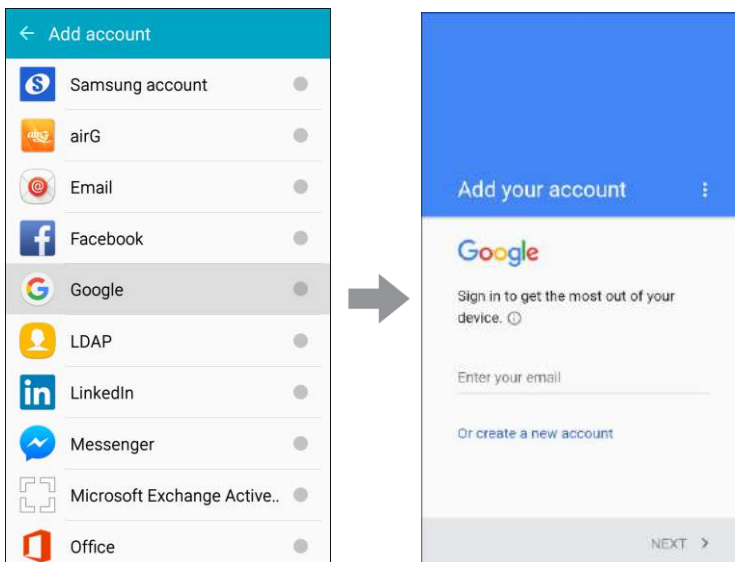 Add account
Samsung account
airG
airG
Email
Facebook
Google
LDAP
LinkedIn
Messenger
Microsoft Exchange Active..
Office
Add your account
Google
Sign in to get the most out of your
device.
Enter your email
Or create a new account
NEXT